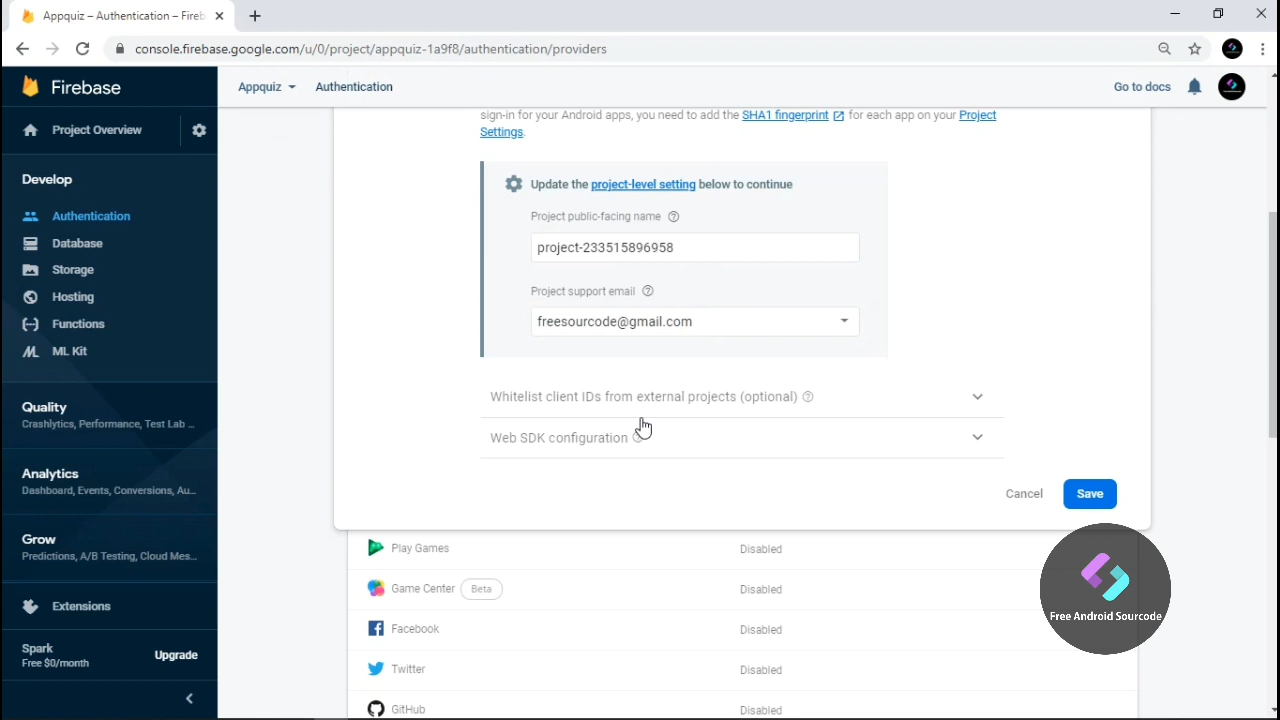 Appquiz – Authentication – Fireb
console.firebase.google.com/u/0/project/appquiz-1a9f8/authentication/providers
Firebase
Appquiz
Authentication
Go to docs
Project Overview
Develop
Authentication
Database
Storage
Hosting
Functions
ML Kit
Quality
Crashlytics, Performance, Test Lab ...
Analytics
Dashboard, Events, Conversions, Au...
Grow
Predictions, A/B Testing, Cloud Mes...
Extensions
Spark
Free $0/month
Upgrade
sign-in for your Android apps, you need to add the SHA1 fingerprint for each app on your Project
Settings.
Update the project-level setting below to continue
Project public-facing name
project-233515896958
Project support email
freesourcode@gmail.com
Whitelist client IDs from external projects (optional)
Web SDK configuration
Cancel
Save
Play Games Disabled
Game Center Beta Disabled
Facebook Disabled
Twitter Disabled
GitHub Disabled
Free Android Sourcode